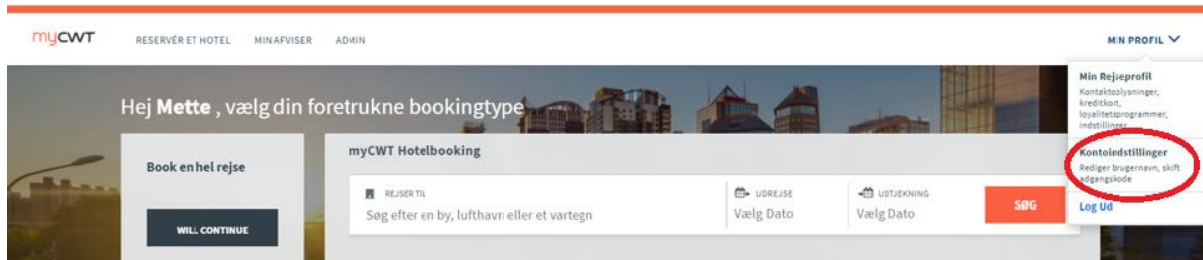 myCWT
RESERVÉR ET HOTEL MINAFVISER ADMIN
MIN PROFIL
Min Rejseprofil
Kontaktoplysninger,
kreditkort,
loyalitetsprogrammer,
indstillinger
Kontoindstillinger
Rediger brugernavn, skift
adgangskode
Log Ud
Hej Mette , vælg din foretrukne bookingtype
Book en hel rejse
WILL CONTINUE
myCWT Hotelbooking
REJSER TIL
Søg efter en by, lufthavn eller et vartegn
UDREJSE
Vælg Dato
UDTJEKNING
Vælg Dato
SØG